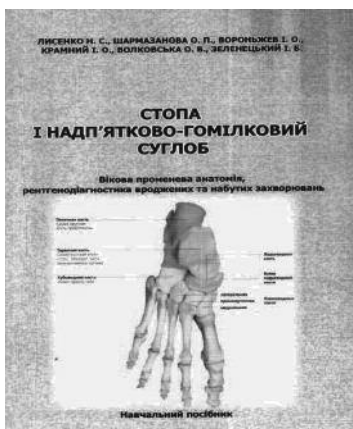 ЛИСЕНКО Н. С., ШАРМАЗАНОВА О. П., ВОРОНЬЖЕВ І. О.,
КРАМНИЙ І. О., ВОЛКОВСЬКА О. В., ЗЕЛЕНЕЦЬКИЙ І. Б.
СТОПА
І НАДП'ЯТКОВО-ГОМІЛКОВИЙ
СУГЛОБ
Вікова променева анатомія,
рентгенодіагностика вроджених та набутих захворювань
Навчальний посібник